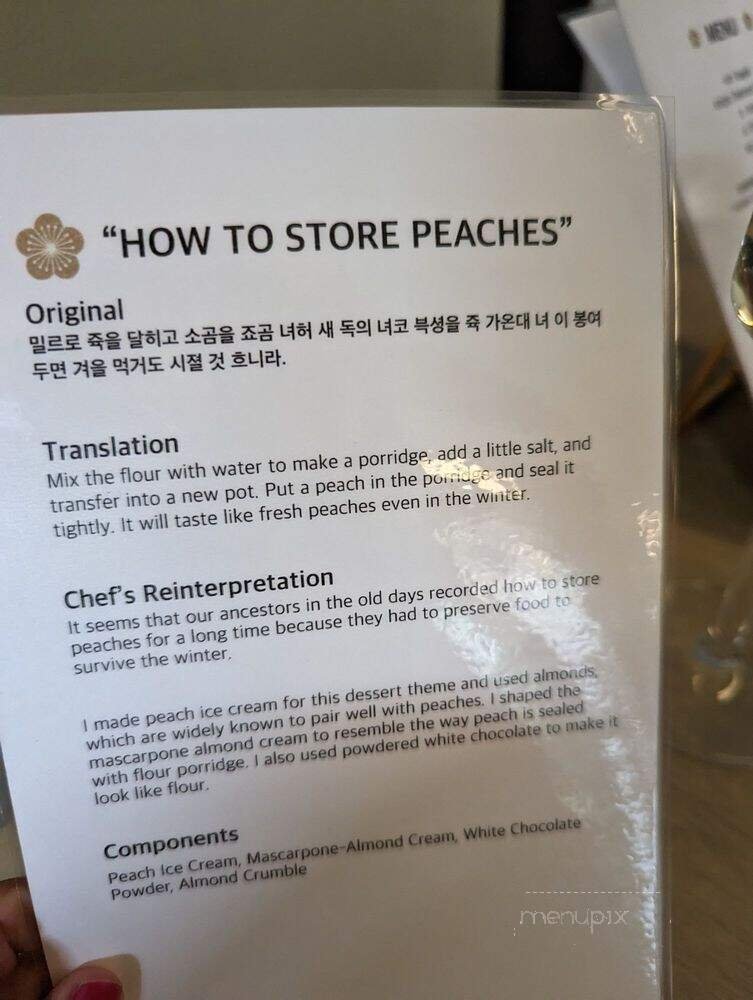 MENU
"HOW TO STORE PEACHES"
Original
밀르로 쥭을 달히고 소곰을 죠곰 녀허 새 독의 녀코 븍셩을 쥭 가온대 녀 이 봉여
두면 겨을 먹거도 시졀 것 흐니라.
Translation
Mix the flour with water to make a porridge, add a little salt, and
transfer into a new pot. Put a peach in the porridge and seal it
tightly. It will taste like fresh peaches even in the winter.
Chef's Reinterpretation
It seems that our ancestors in the old days recorded how to store
peaches for a long time because they had to preserve food to
survive the winter.
I made peach ice cream for this dessert theme and used almonds,
which are widely known to pair well with peaches. I shaped the
mascarpone almond cream to resemble the way peach is sealed
with flour porridge. I also used powdered white chocolate to make it
look like flour.
Components
Peach Ice Cream, Mascarpone-Almond Cream, White Chocolate
Powder, Almond Crumble
menupix